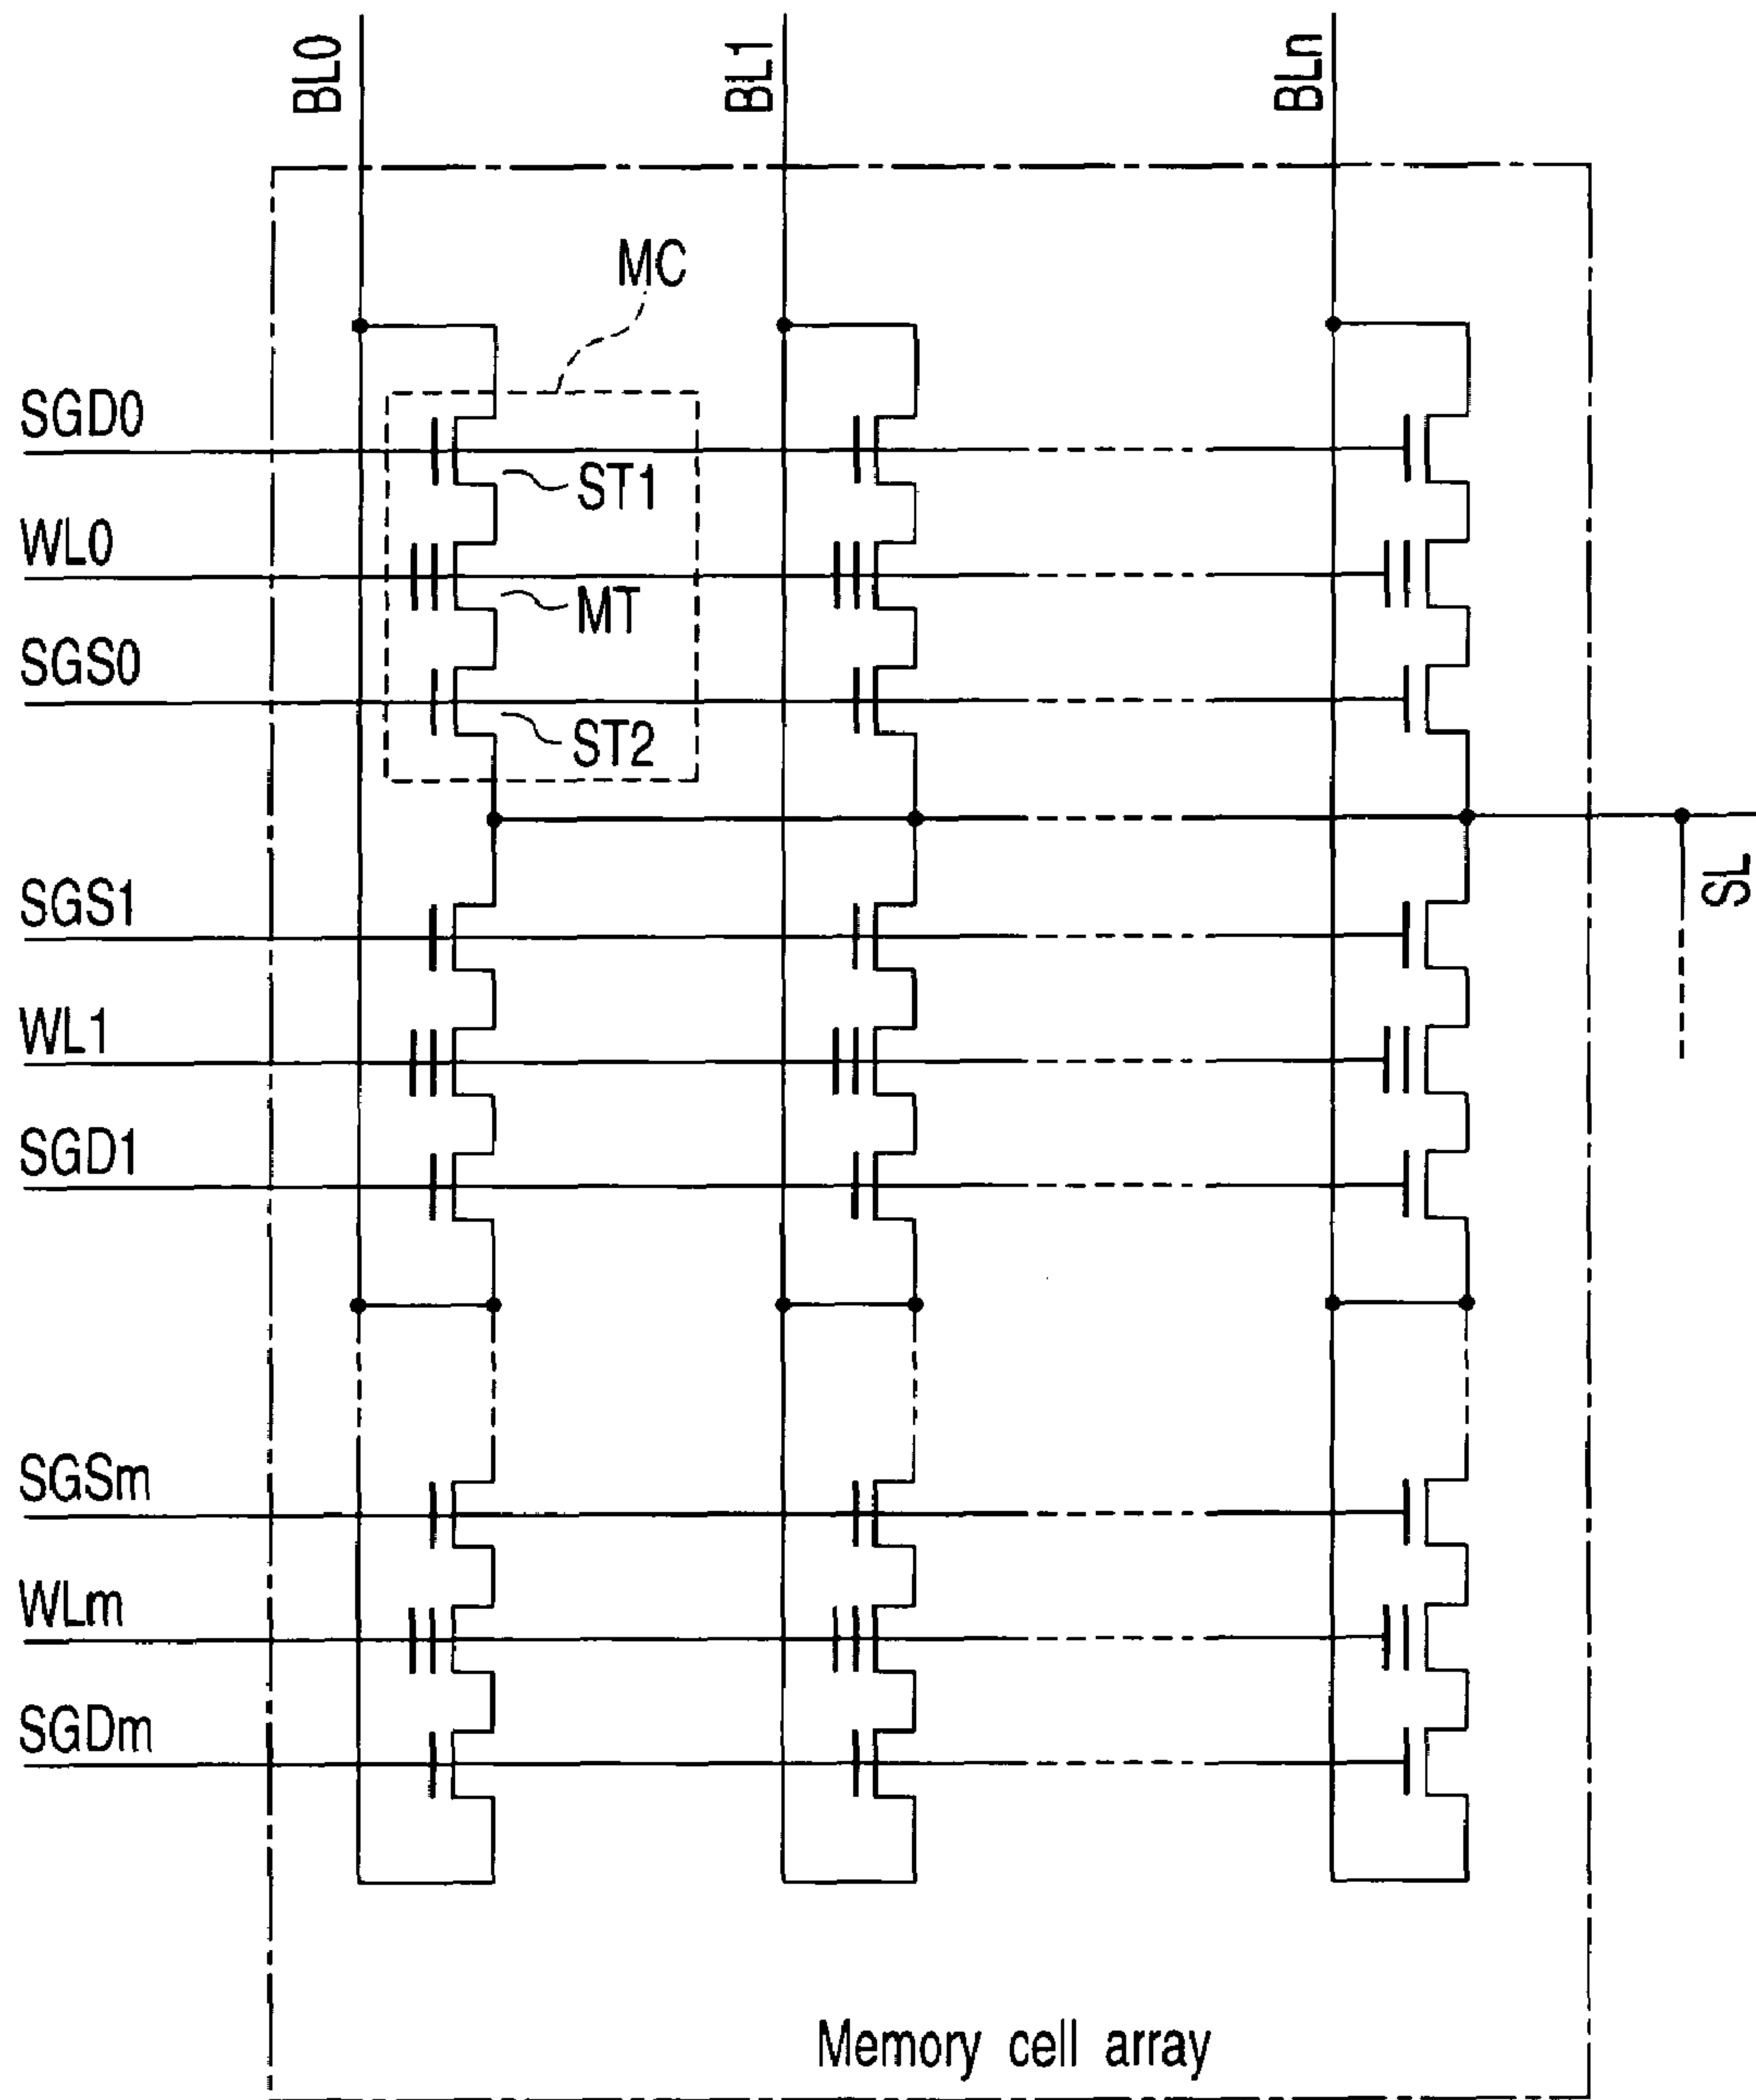 BL0
BL1
BLn
MC
SGD0
ST1
WL0
MT
SGS0
ST2
SL
SGS1
WL1
SGD1
SGSm
WLm
SGDm
Memory cell array